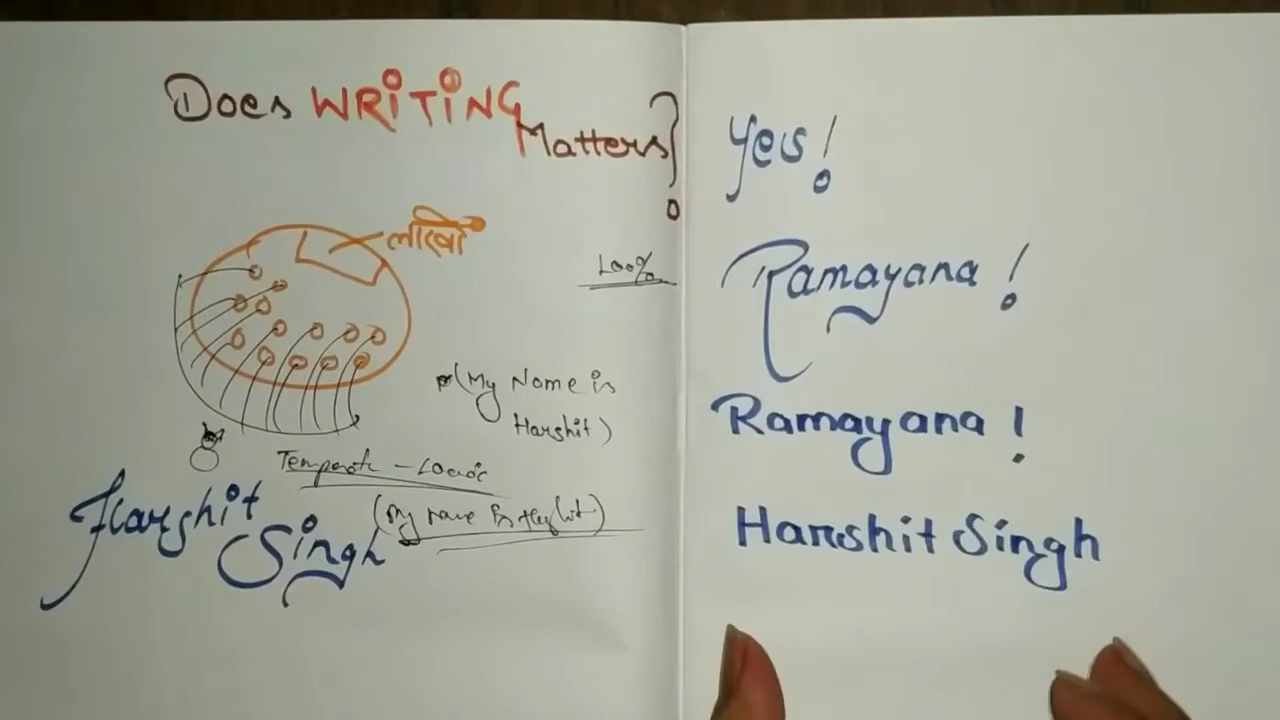 Does WRiTiNG
Matters?
लाखों
100%
(My Name is
Harshit)
Harshit
Singh
(My name is Harshit)
Yes!
Ramayana!
Ramayana!
Harshit Singh